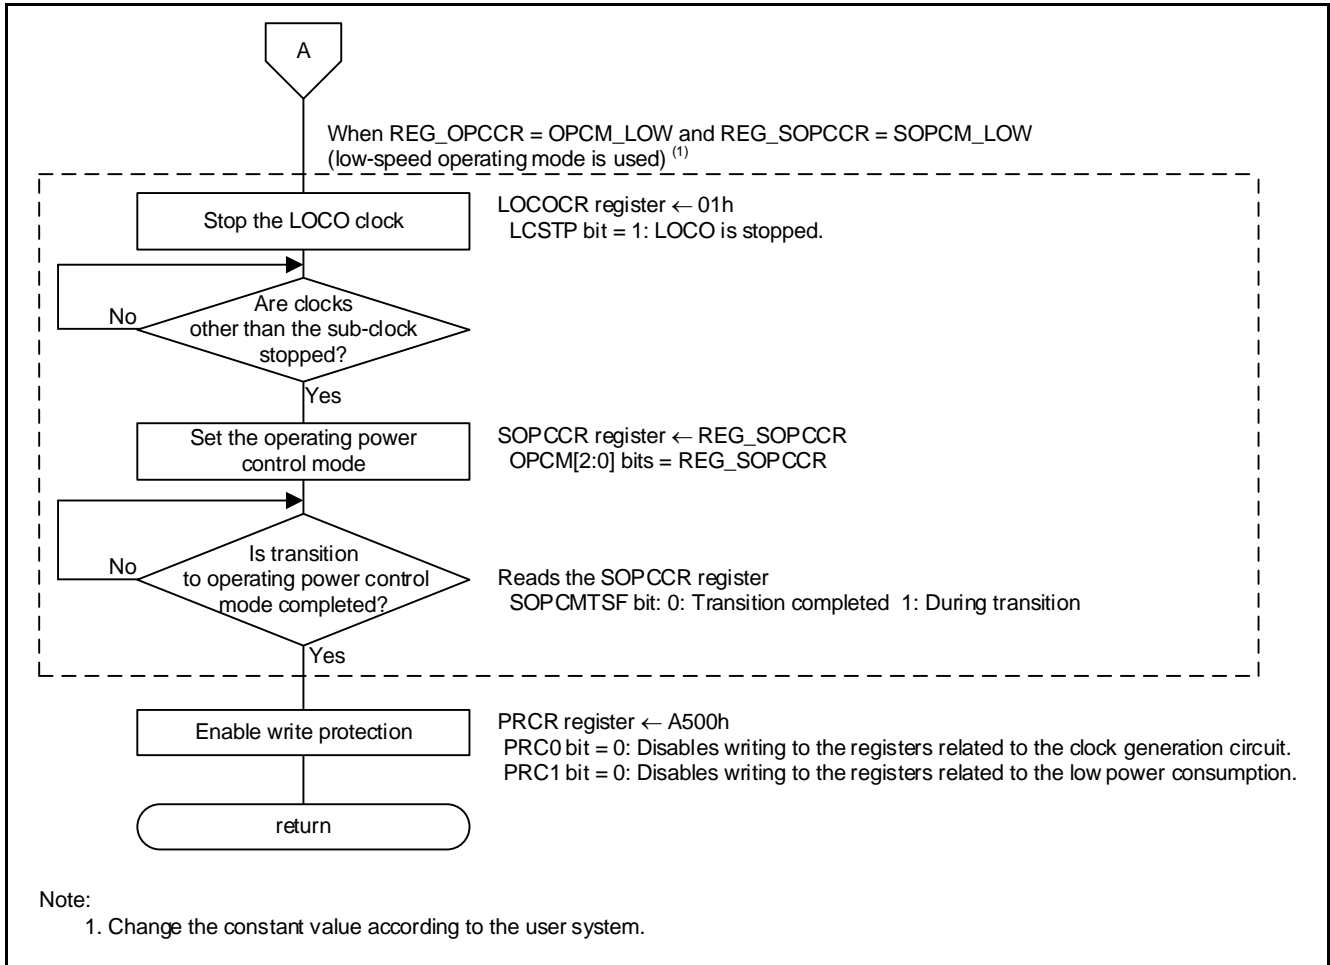 A
When REG_OPCCR = OPCM_LOW and REG_SOPCCR = SOPCM_LOW
(low-speed operating mode is used) (1)
Stop the LOCO clock
LOCOCR register ← 01h
LCSTP bit = 1: LOCO is stopped.
Are clocks
other than the sub-clock
stopped?
No
Yes
Set the operating power
control mode
SOPCCR register ← REG_SOPCCR
OPCM[2:0] bits = REG_SOPCCR
Is transition
to operating power control
mode completed?
No
Reads the SOPCCR register
SOPCMTSF bit: 0: Transition completed 1: During transition
Yes
Enable write protection
PRCR register ← A500h
PRC0 bit = 0: Disables writing to the registers related to the clock generation circuit.
PRC1 bit = 0: Disables writing to the registers related to the low power consumption.
return
Note:
1. Change the constant value according to the user system.